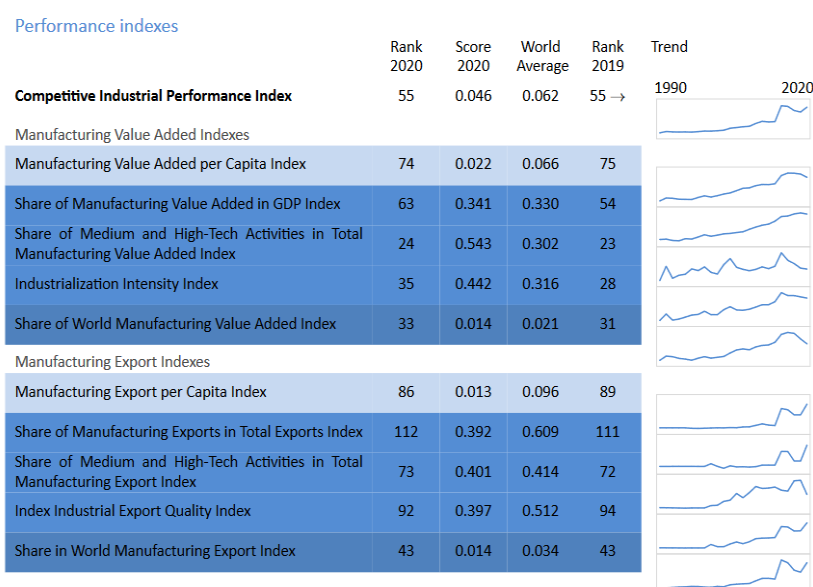 Performance indexes
Rank Score World Rank Trend
2020 2020 Average 2019
1990 2020
Competitive Industrial Performance Index 55 0.046 0.062 55 →
Manufacturing Value Added Indexes
Manufacturing Value Added per Capita Index 74 0.022 0.066 75
Share of Manufacturing Value Added in GDP Index 63 0.341 0.330 54
Share of Medium and High-Tech Activities in Total
Manufacturing Value Added Index 24 0.543 0.302 23
Industrialization Intensity Index 35 0.442 0.316 28
Share of World Manufacturing Value Added Index 33 0.014 0.021 31
Manufacturing Export Indexes
Manufacturing Export per Capita Index 86 0.013 0.096 89
Share of Manufacturing Exports in Total Exports Index 112 0.392 0.609 111
Share of Medium and High-Tech Activities in Total
Manufacturing Export Index 73 0.401 0.414 72
Index Industrial Export Quality Index 92 0.397 0.512 94
Share in World Manufacturing Export Index 43 0.014 0.034 43